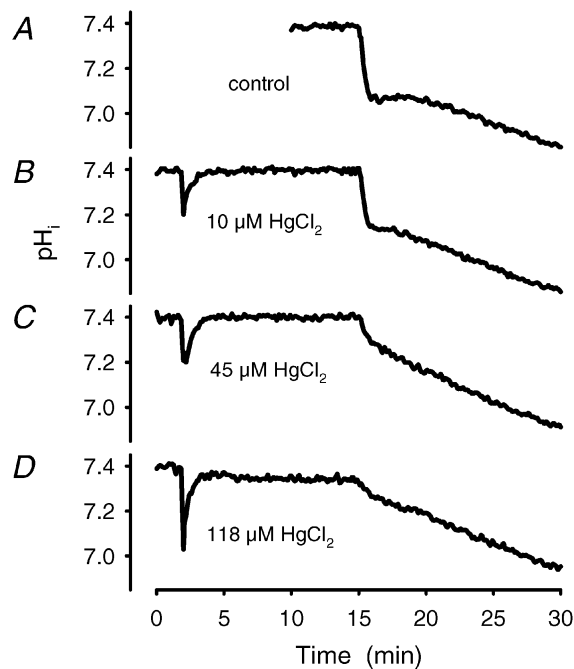 A
7.4
7.2
7.0
control
B
7.4
7.2
7.0
10 μM HgCl₂
pHᵢ
C
7.4
7.2
7.0
45 μM HgCl₂
D
7.4
7.2
7.0
118 μM HgCl₂
0 5 10 15 20 25 30
Time (min)